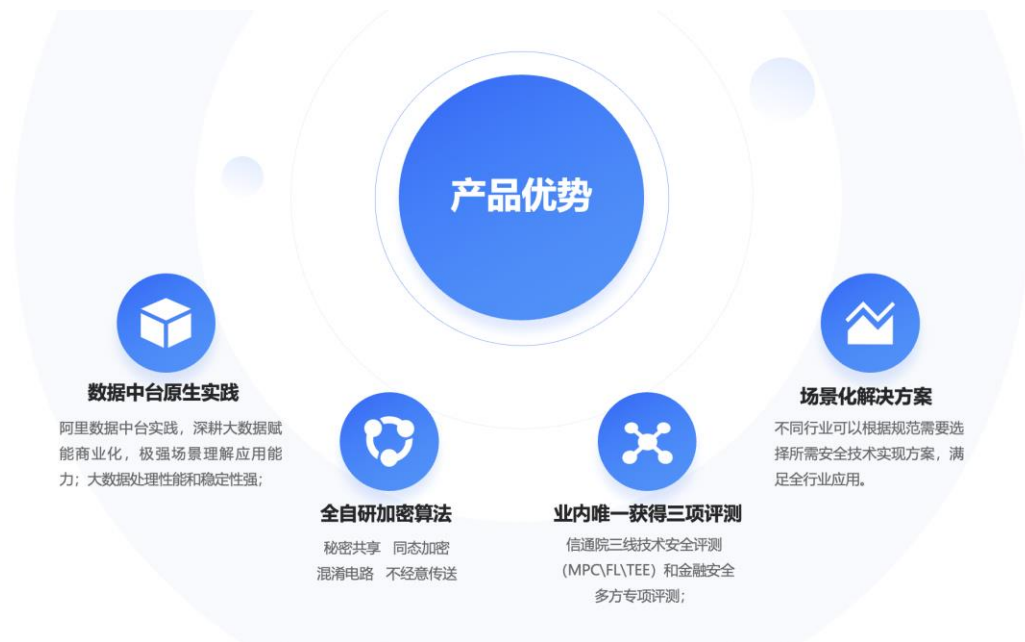 产品优势
数据中台原生实践
阿里数据中台实践，深耕大数据赋
能商业化，极强场景理解应用能
力；大数据处理性能和稳定性强；
全自研加密算法
秘密共享 同态加密
混淆电路 不经意传送
业内唯一获得三项评测
信通院三线技术安全评测
（MPC\FL\TEE）和金融安全
多方专项评测；
场景化解决方案
不同行业可以根据规范需要选
择所需安全技术实现方案，满
足全行业应用。